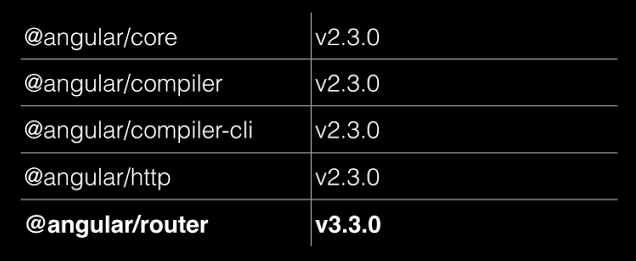 @angular/core v2.3.0
@angular/compiler v2.3.0
@angular/compiler-cli v2.3.0
@angular/http v2.3.0
@angular/router v3.3.0